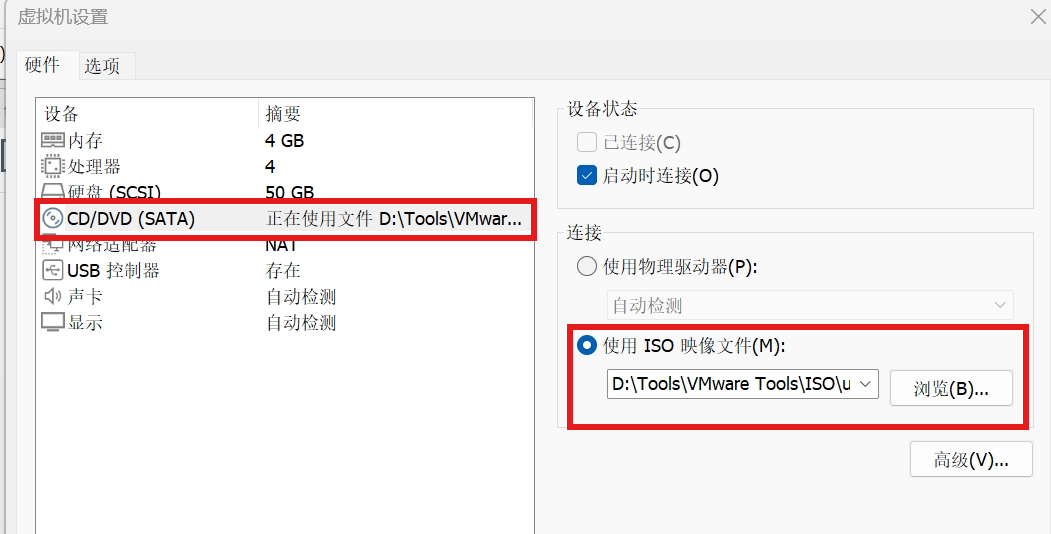 虚拟机设置
硬件 选项
设备 摘要
内存 4 GB
处理器 4
硬盘 (SCSI) 50 GB
CD/DVD (SATA) 正在使用文件 D:\Tools\VMwar...
网络适配器 NAT
USB 控制器 存在
声卡 自动检测
显示 自动检测
设备状态
已连接(C)
启动时连接(O)
连接
使用物理驱动器(P):
自动检测
使用 ISO 映像文件(M):
D:\Tools\VMware Tools\ISO\u
浏览(B)...
高级(V)...